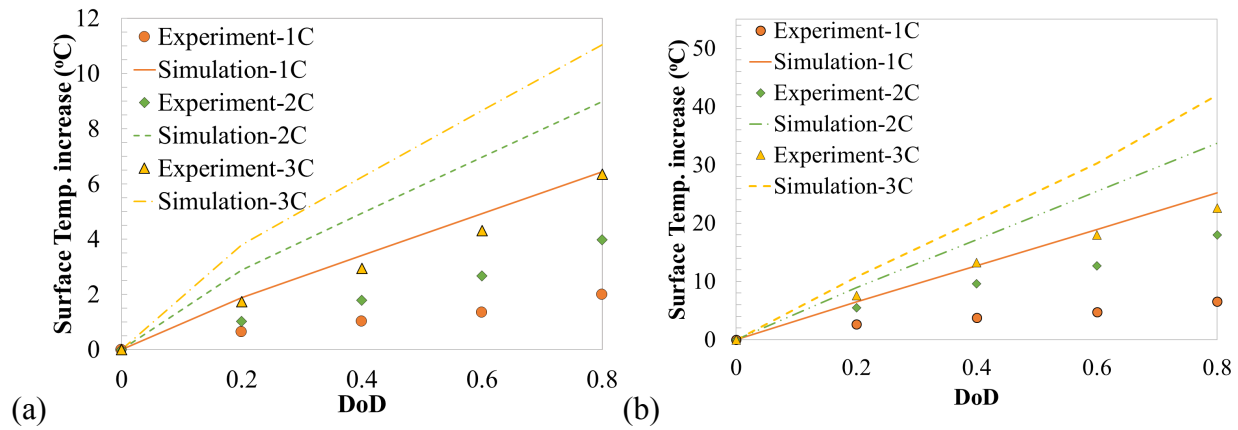 12
10
8
6
4
2
0
Surface Temp. increase (°C)
Experiment-1C
Simulation-1C
Experiment-2C
Simulation-2C
Experiment-3C
Simulation-3C
0 0.2 0.4 0.6 0.8
DoD
(a)
50
40
30
20
10
0
Surface Temp. increase (°C)
Experiment-1C
Simulation-1C
Experiment-2C
Simulation-2C
Experiment-3C
Simulation-3C
0 0.2 0.4 0.6 0.8
DoD
(b)